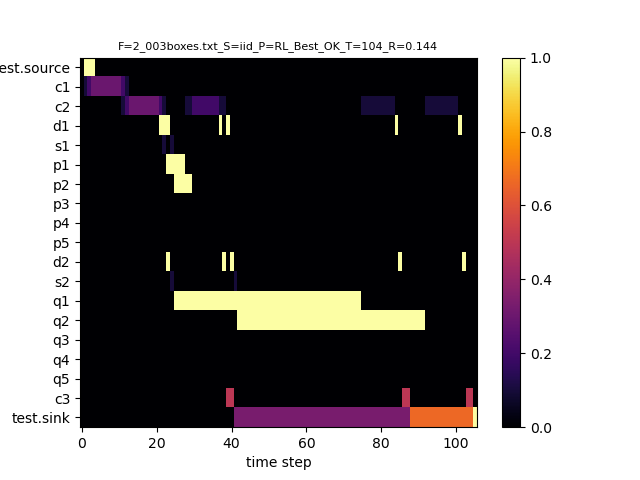 F=2_003boxes.txt_S=iid_P=RL_Best_OK_T=104_R=0.144
est.source
c1
c2
d1
s1
p1
p2
p3
p4
p5
d2
s2
q1
q2
q3
q4
q5
c3
test.sink
0 20 40 60 80 100
time step
1.0
0.8
0.6
0.4
0.2
0.0